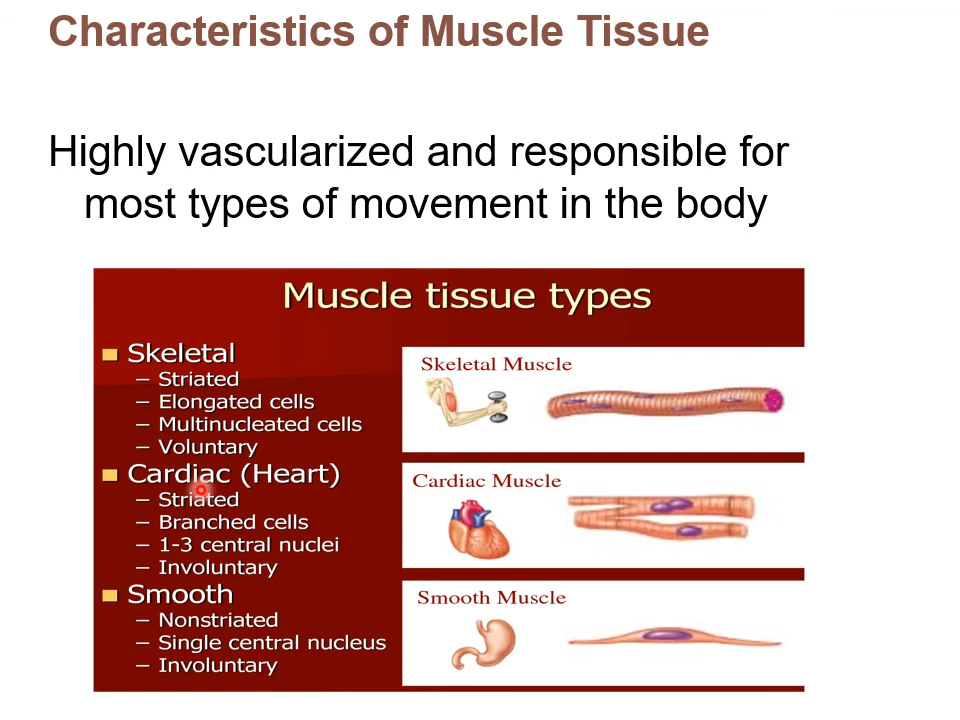 Characteristics of Muscle Tissue
Highly vascularized and responsible for
most types of movement in the body
Muscle tissue types
Skeletal
– Striated
– Elongated cells
– Multinucleated cells
– Voluntary
Cardiac (Heart)
– Striated
– Branched cells
– 1-3 central nuclei
– Involuntary
Smooth
– Nonstriated
– Single central nucleus
– Involuntary
Skeletal Muscle
Cardiac Muscle
Smooth Muscle